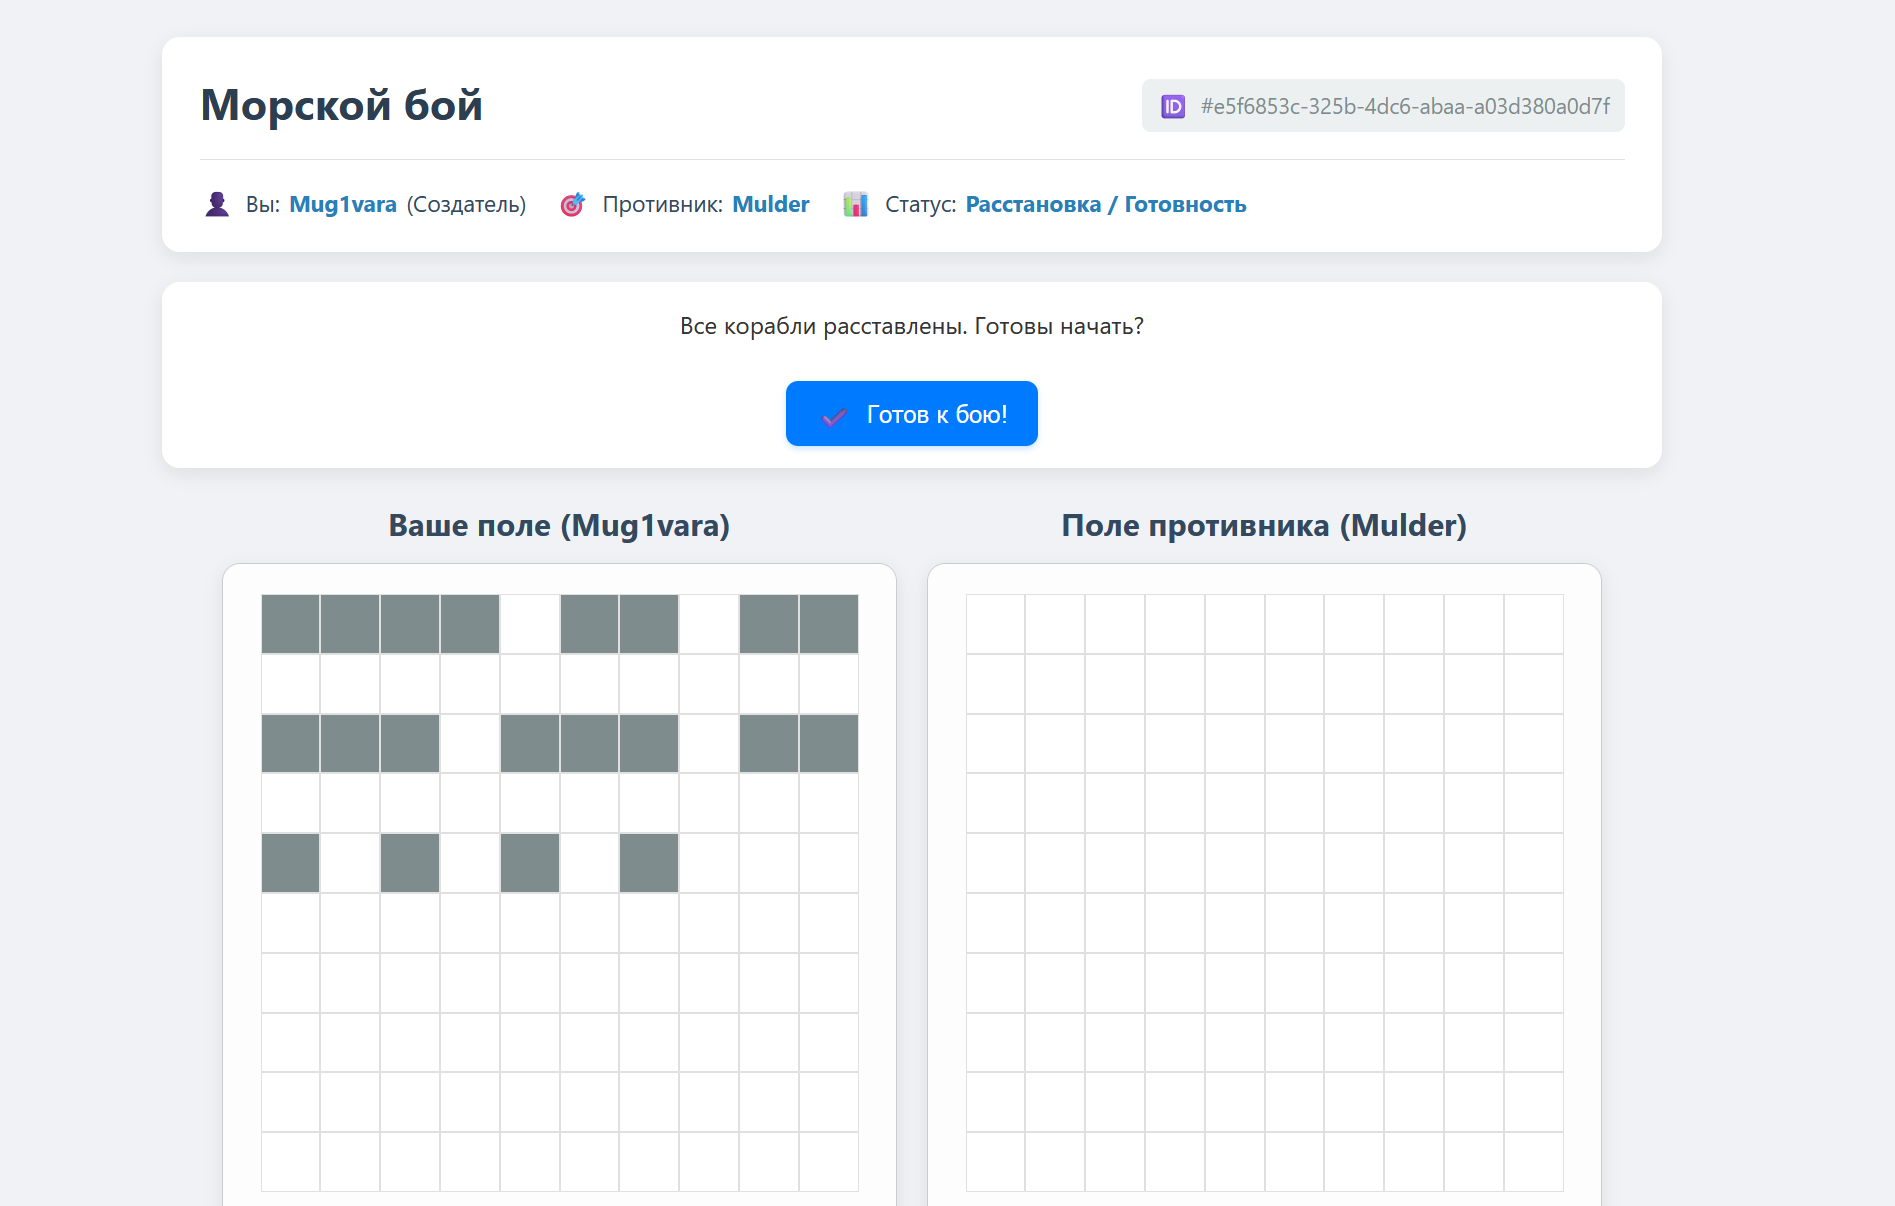 Морской бой
🆔 #e5f6853c-325b-4dc6-abaa-a03d380a0d7f
Вы: Mug1vara (Создатель) Противник: Mulder Статус: Расстановка / Готовность
Все корабли расставлены. Готовы начать?
Готов к бою!
Ваше поле (Mug1vara)
Поле противника (Mulder)